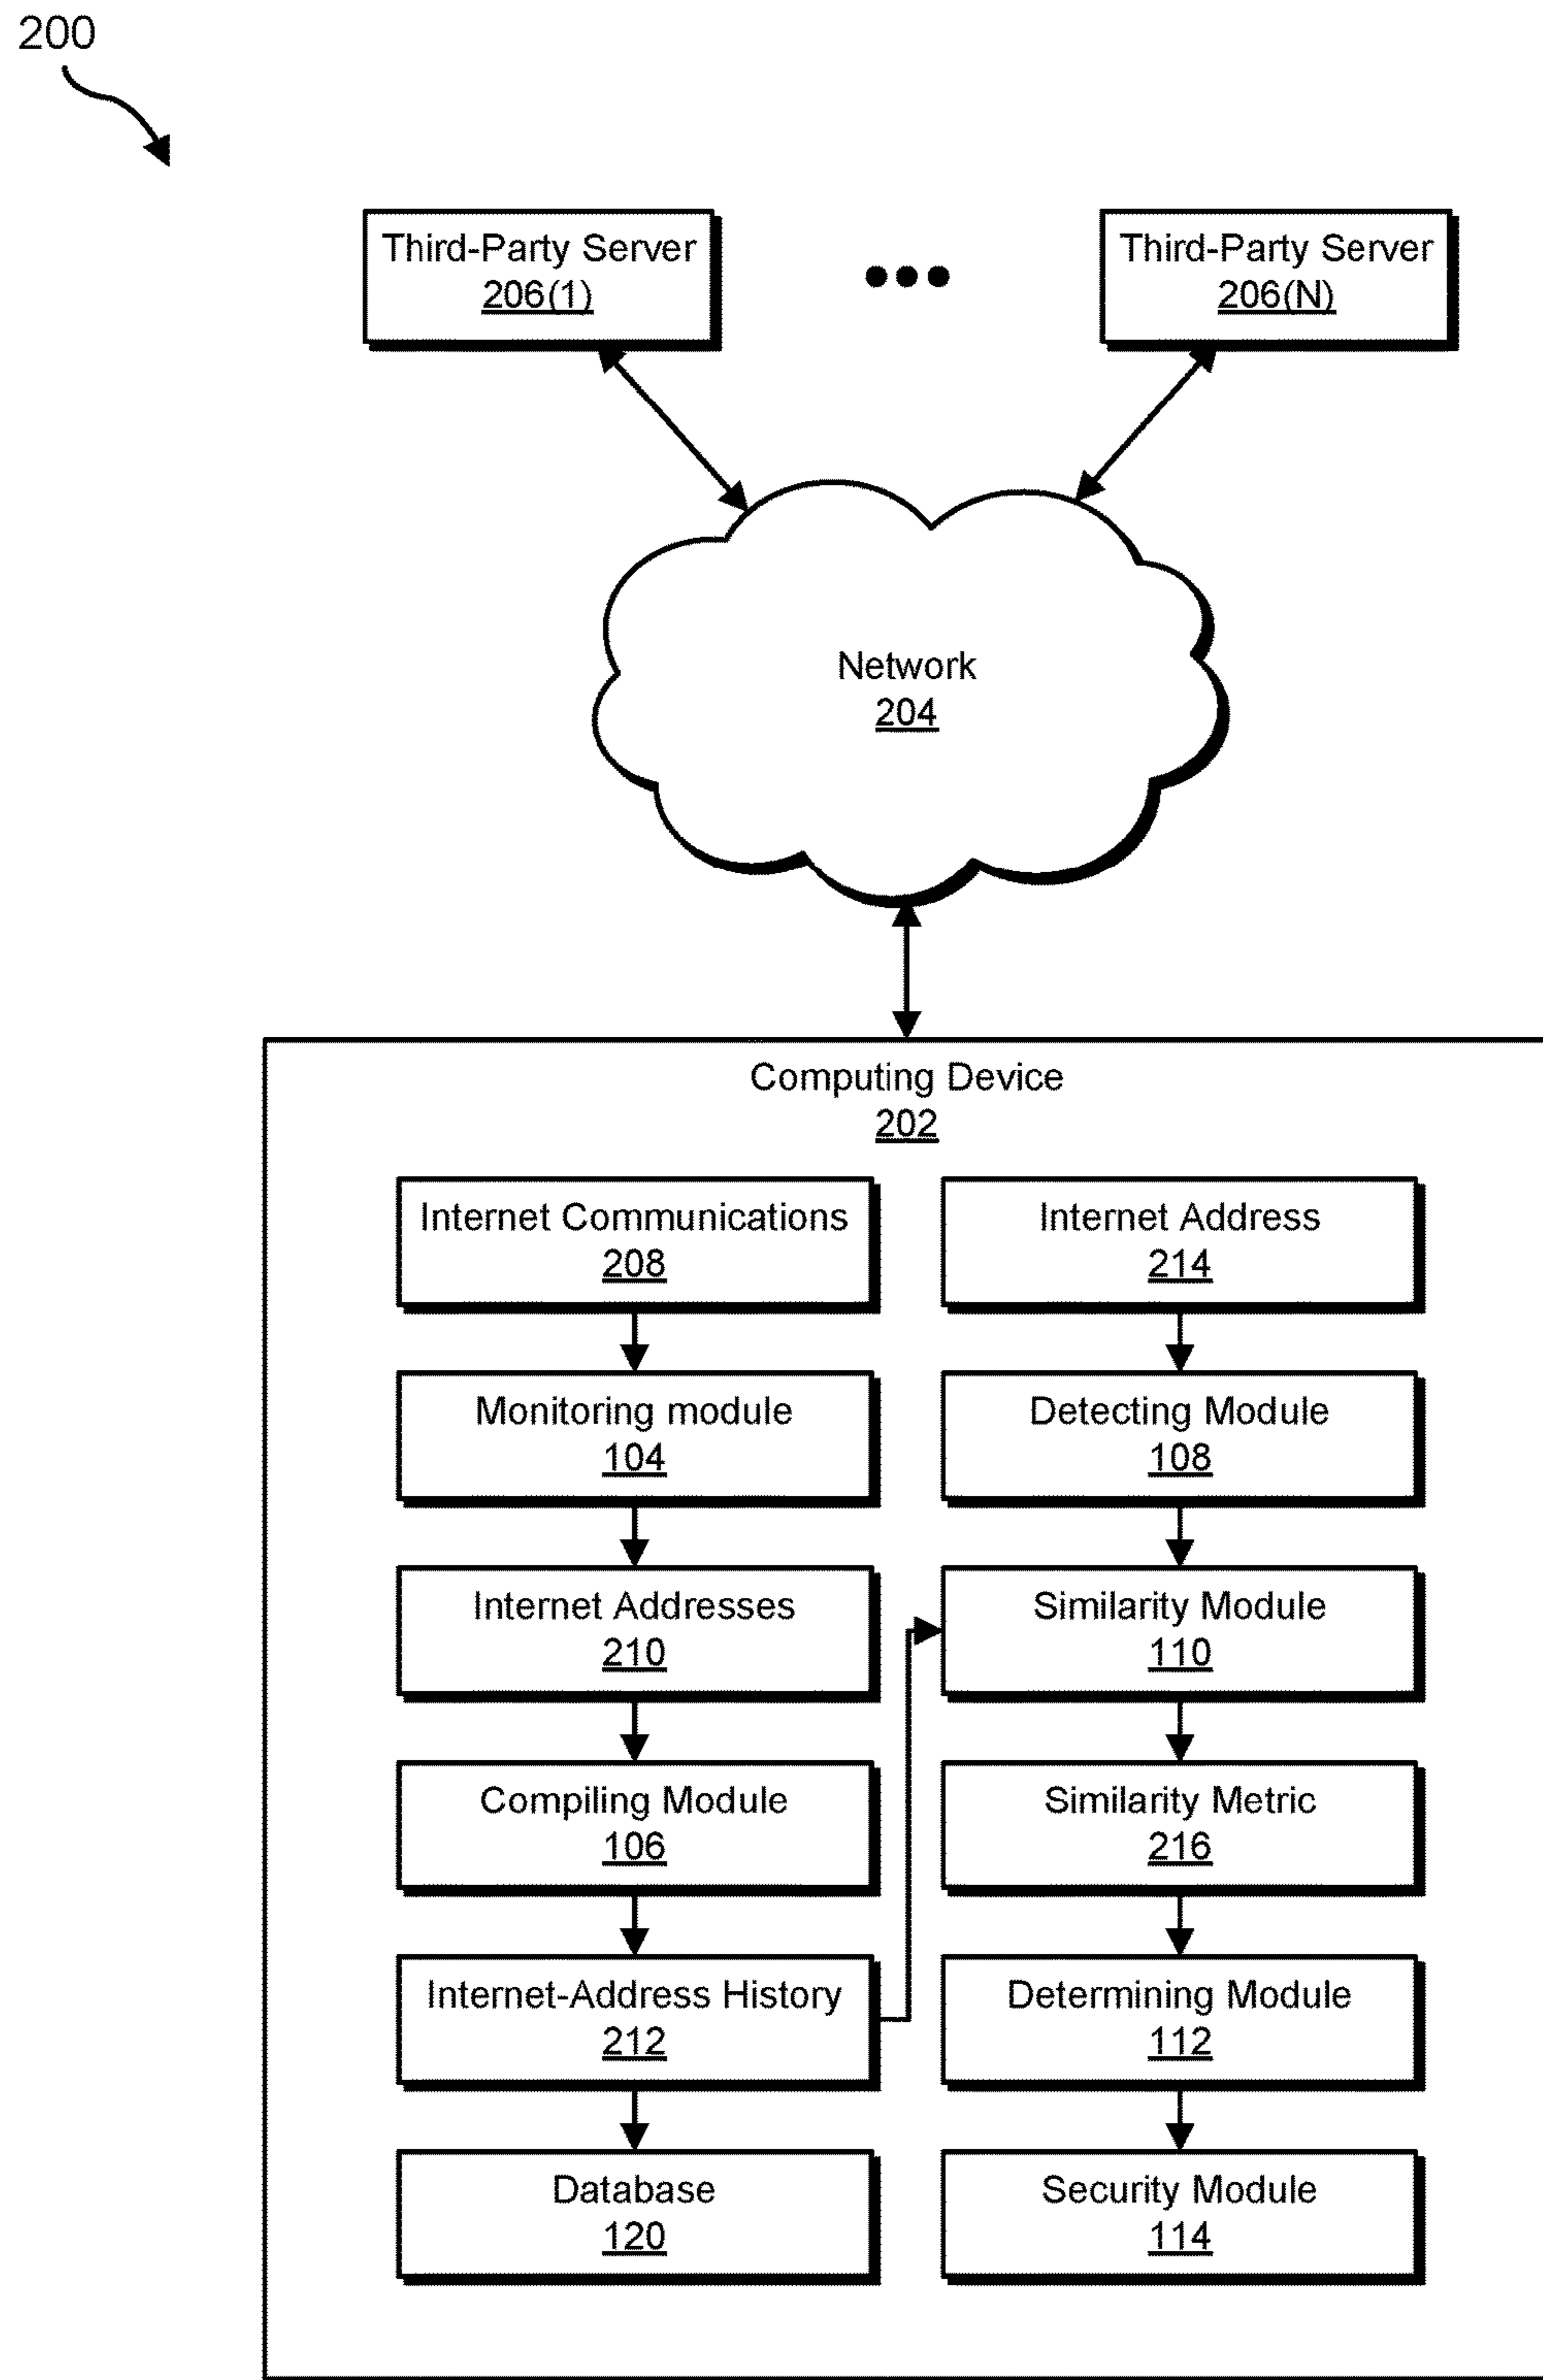 200
Third-Party Server
206(1)
Third-Party Server
206(N)
Network
204
Computing Device
202
Internet Communications
208
Monitoring module
104
Internet Addresses
210
Compiling Module
106
Internet-Address History
212
Database
120
Internet Address
214
Detecting Module
108
Similarity Module
110
Similarity Metric
216
Determining Module
112
Security Module
114